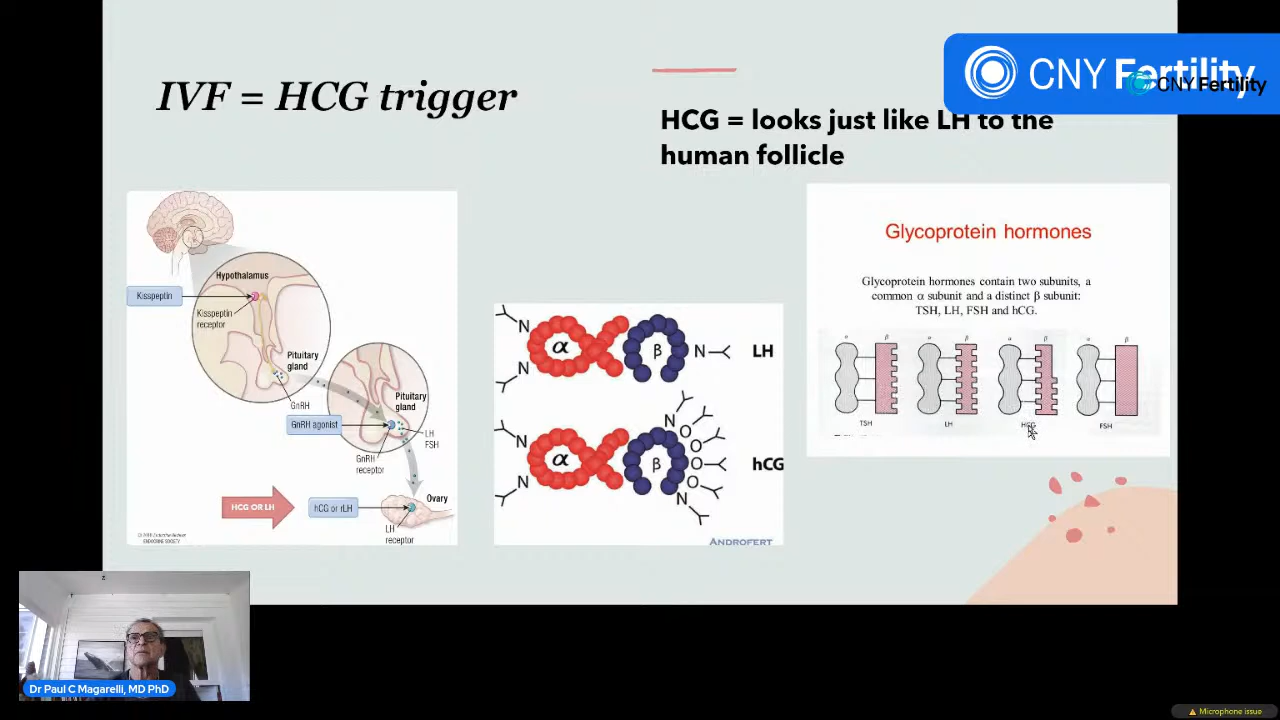 IVF = HCG trigger
CNY Fertility
CNY Fertility
HCG = looks just like LH to the
human follicle
Hypothalamus
Kisspeptin
Kisspeptin
receptor
Pituitary
gland
GnRH
Pituitary
gland
GnRH agonist
LH
FSH
GnRH
receptor
Ovary
HCG OR LH
hCG or rLH
LH
receptor
ENDOCRINE SOCIETY
N
α
β
N
LH
N
N
N
α
β
O
O
O
O
N
hCG
N
ANDROFERT
Glycoprotein hormones
Glycoprotein hormones contain two subunits, a
common α subunit and a distinct β subunit:
TSH, LH, FSH and hCG.
α β α β α β α β
TSH LH HCG FSH
Dr Paul C Magarelli, MD PhD
Microphone issue